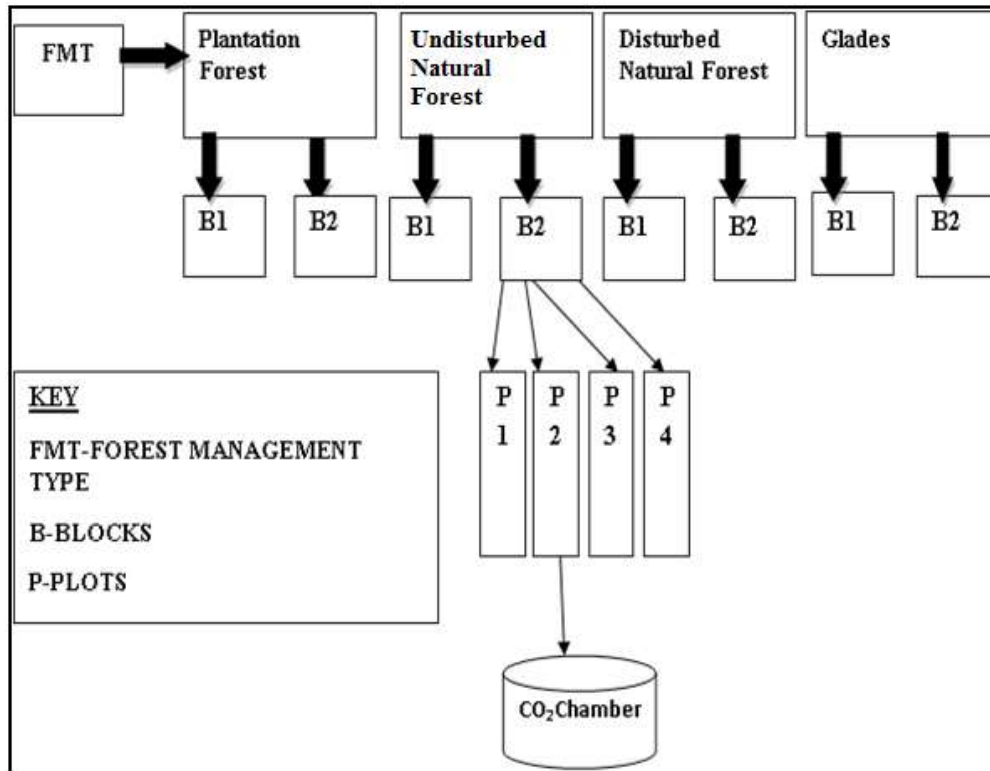 FMT
Plantation
Forest
Undisturbed
Natural
Forest
Disturbed
Natural Forest
Glades
B1
B2
B1
B2
B1
B2
B1
B2
P
1
P
2
P
3
P
4
KEY
FMT-FOREST MANAGEMENT
TYPE
B-BLOCKS
P-PLOTS
CO₂Chamber